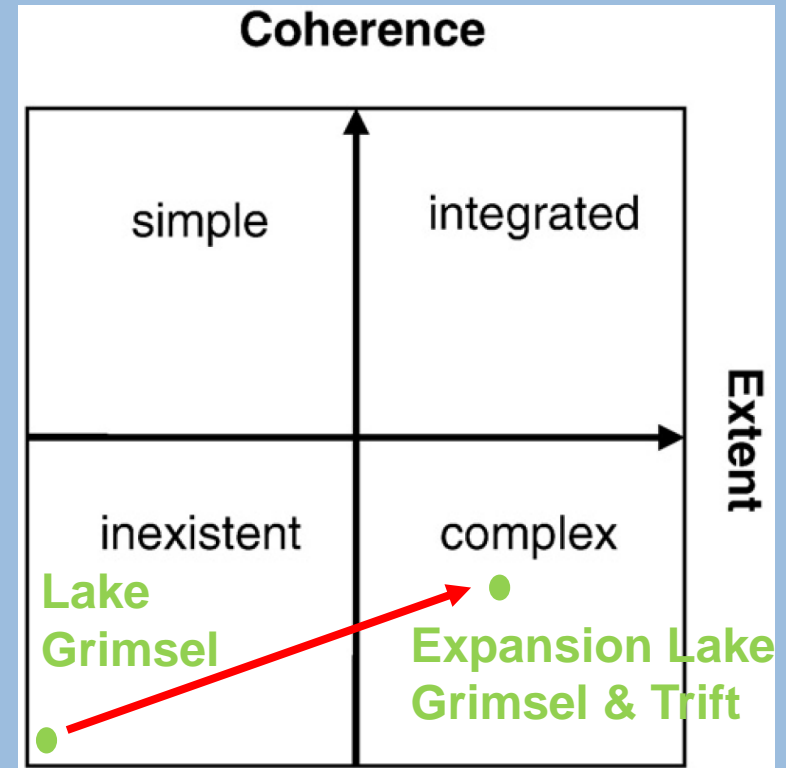 Coherence
simple
integrated
Extent
inexistent
complex
Lake
Grimsel
Expansion Lake
Grimsel & Trift